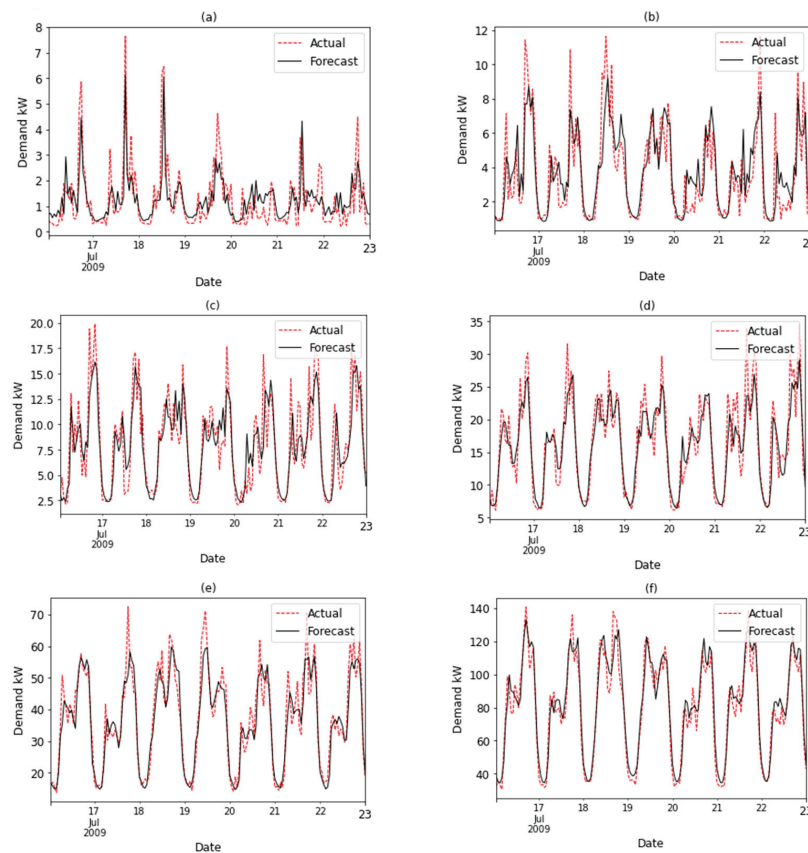 (a)
Actual
Forecast
Demand kW
8
7
6
5
4
3
2
1
0
17 18 19 20 21 22 23
Jul
2009
Date
(b)
Actual
Forecast
Demand kW
12
10
8
6
4
2
17 18 19 20 21 22
Jul
2009
Date
(c)
Actual
Forecast
Demand kW
20.0
17.5
15.0
12.5
10.0
7.5
5.0
2.5
17 18 19 20 21 22 23
Jul
2009
Date
(d)
Actual
Forecast
Demand kW
35
30
25
20
15
10
5
17 18 19 20 21 22 23
Jul
2009
Date
(e)
Actual
Forecast
Demand kW
70
60
50
40
30
20
17 18 19 20 21 22 23
Jul
2009
Date
(f)
Actual
Forecast
Demand kW
140
120
100
80
60
40
17 18 19 20 21 22 23
Jul
2009
Date